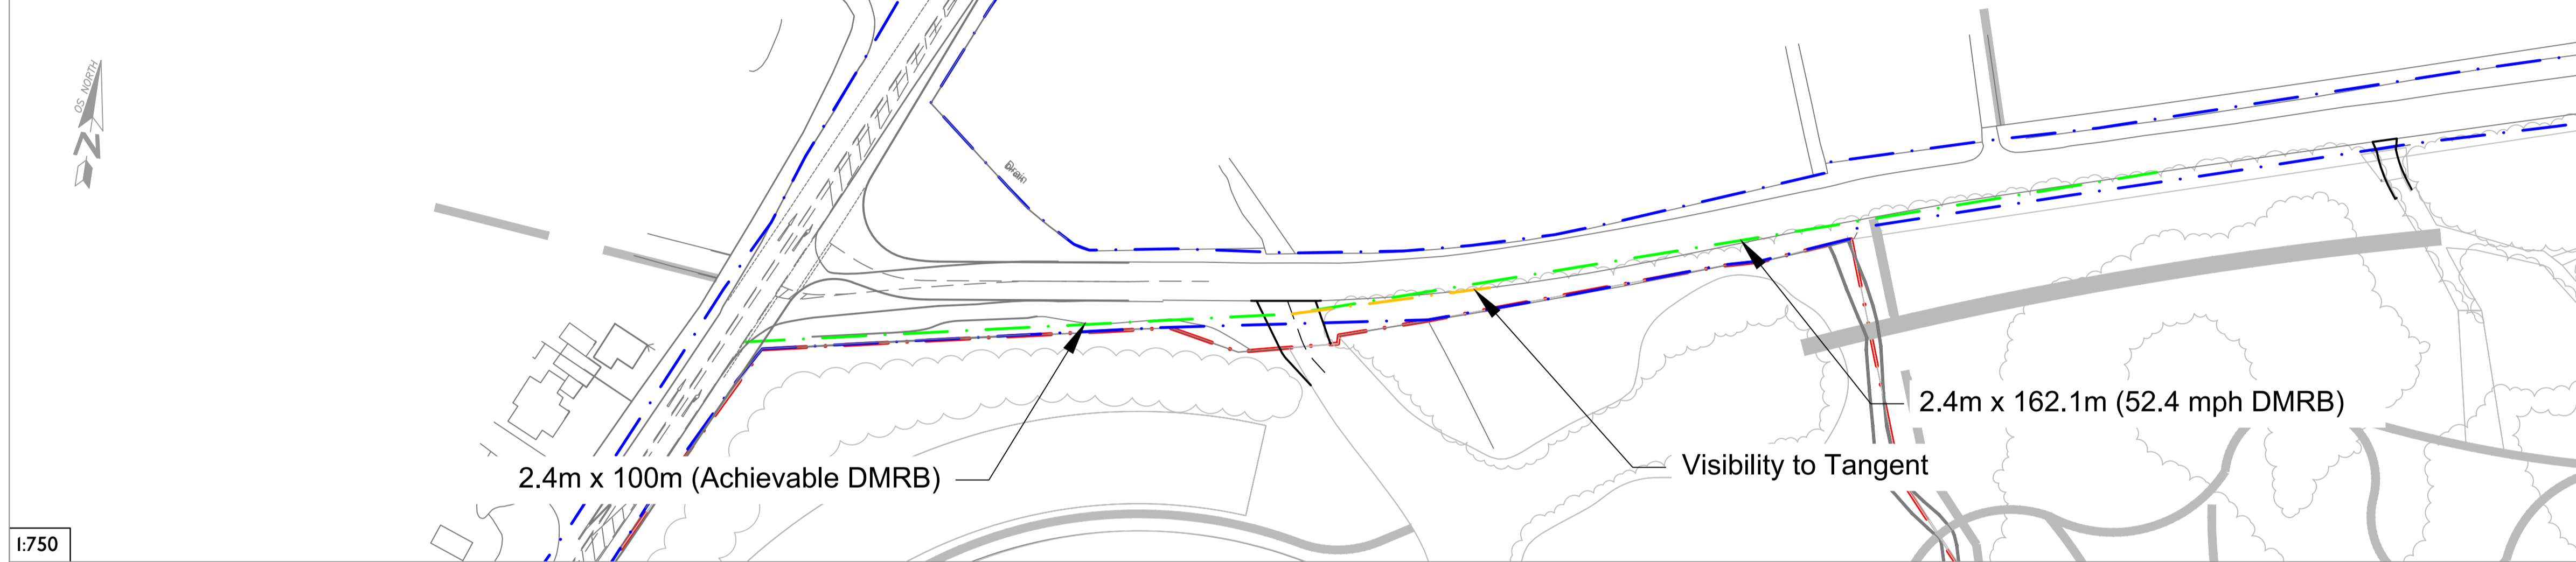 OS NORTH
N
Drain
2.4m x 162.1m (52.4 mph DMRB)
Visibility to Tangent
2.4m x 100m (Achievable DMRB)
1:750